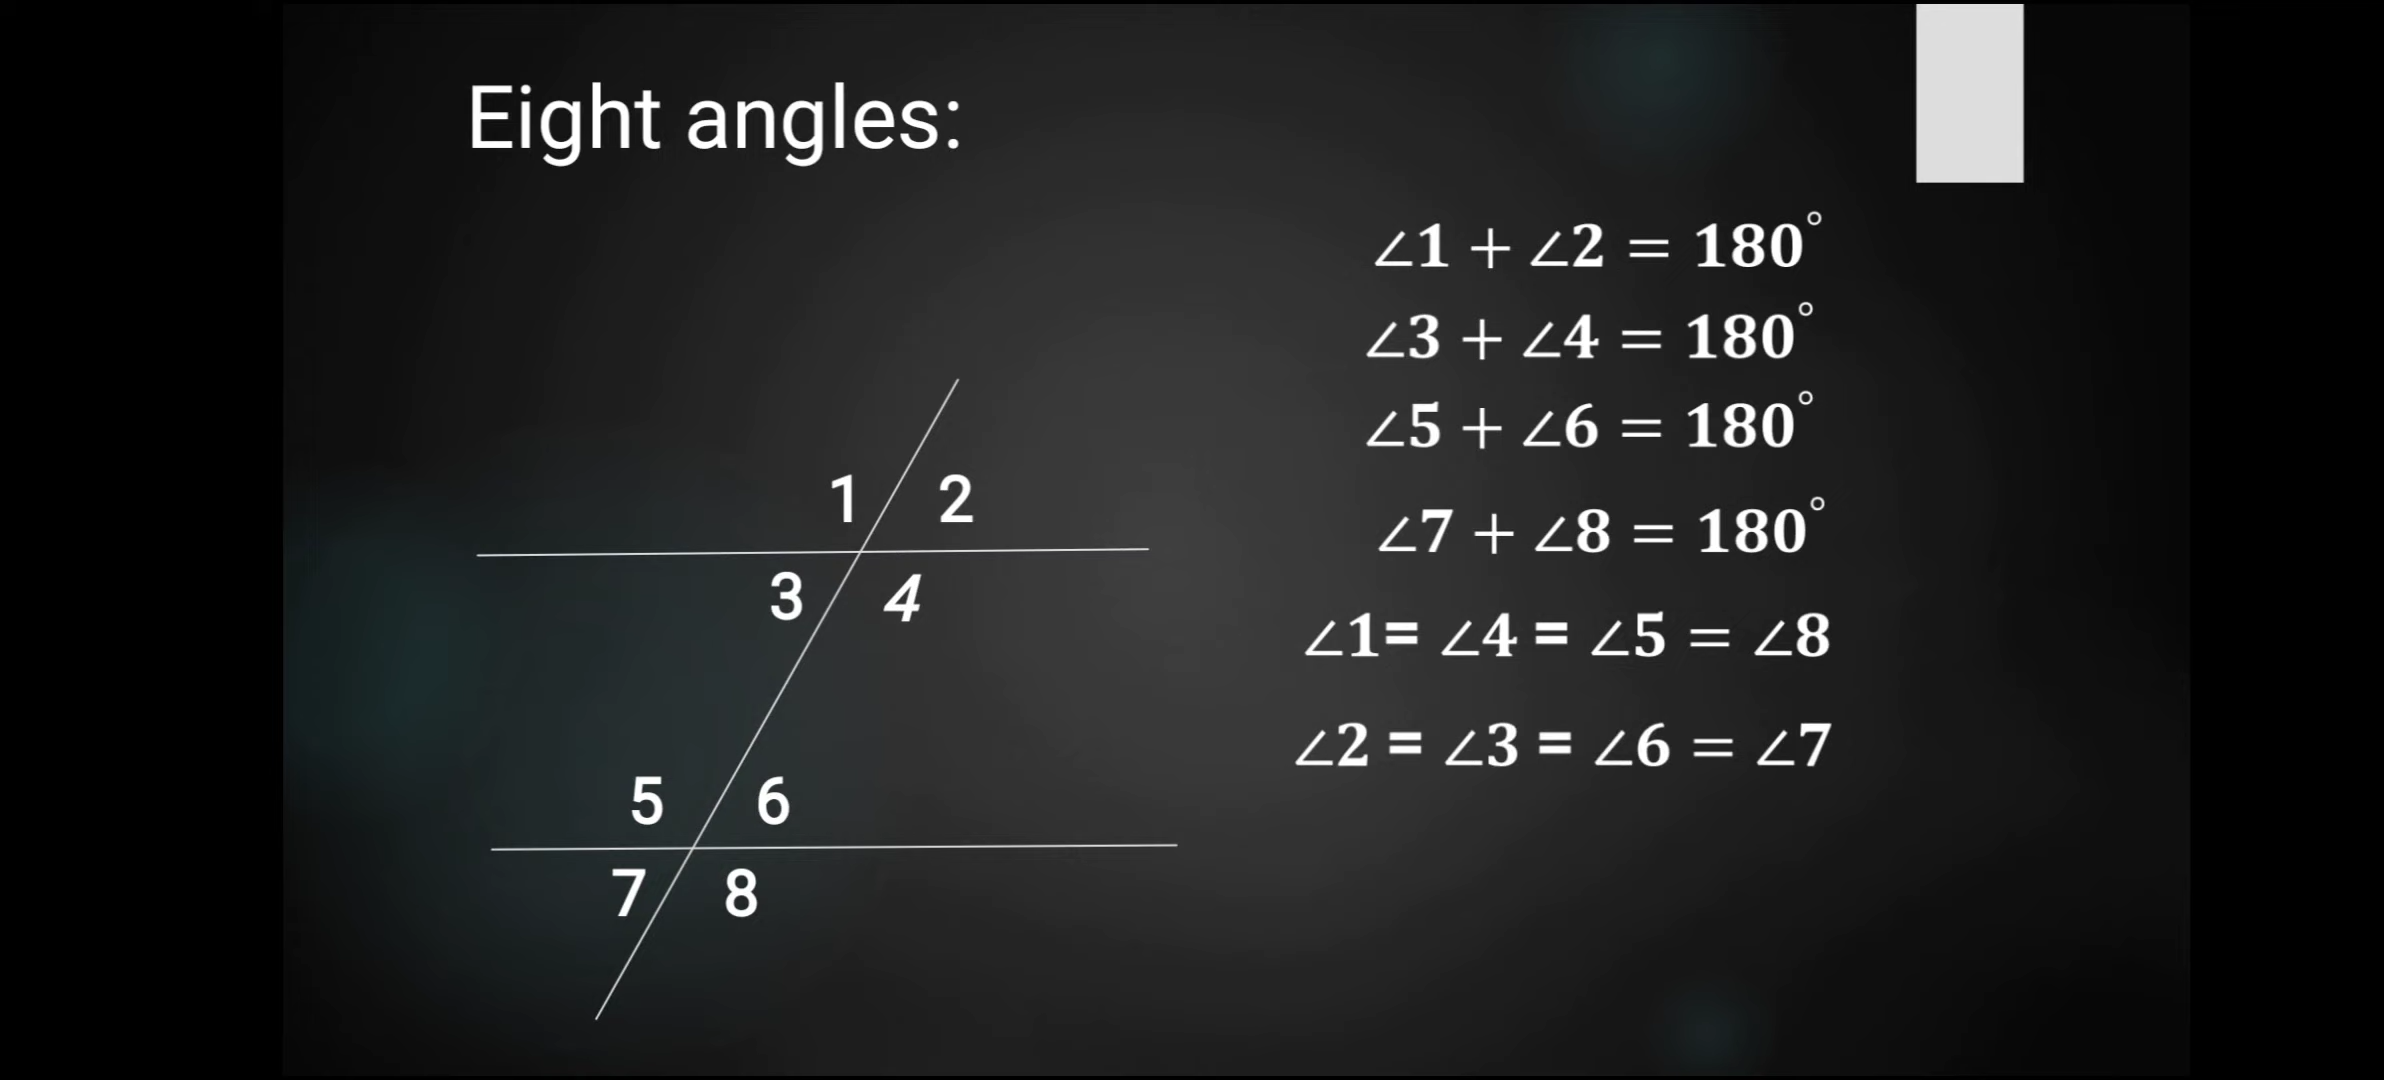 Eight angles:
∠1 + ∠2 = 180°
∠3 + ∠4 = 180°
∠5 + ∠6 = 180°
∠7 + ∠8 = 180°
∠1= ∠4 = ∠5 = ∠8
∠2 = ∠3 = ∠6 = ∠7
1 2
3 4
5 6
7 8